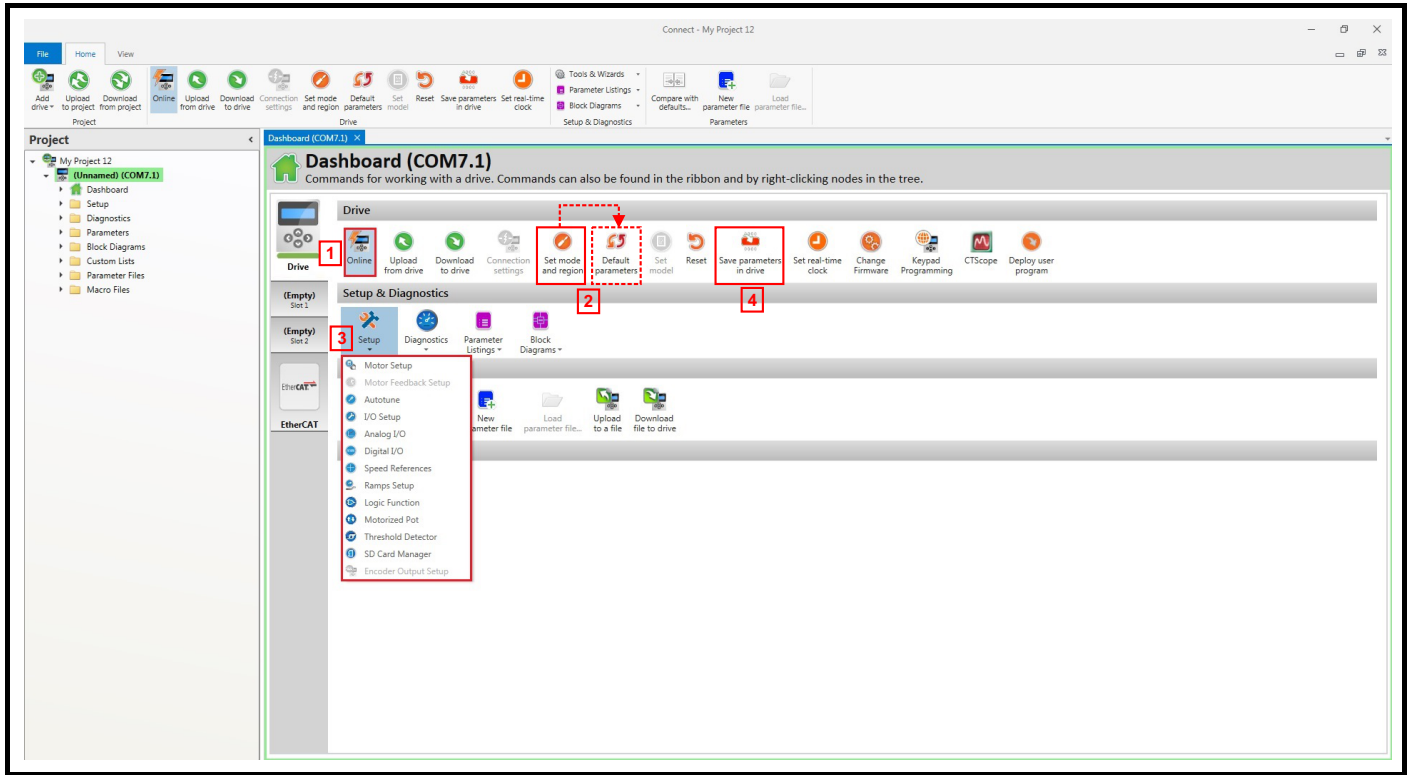 Connect - My Project 12
File Home View
Add drive
Upload to project
Download from project
Online
Upload from drive
Download to drive
Connection settings
Set mode and region
Default parameters
Set model
Reset
Save parameters in drive
Set real-time clock
Tools & Wizards
Parameter Listings
Block Diagrams
Compare with defaults...
New parameter file
Load parameter file...
Project
Drive
Setup & Diagnostics
Parameters
Project
My Project 12
(Unnamed) (COM7.1)
Dashboard
Setup
Diagnostics
Parameters
Block Diagrams
Custom Lists
Parameter Files
Macro Files
Dashboard (COM7.1)
Dashboard (COM7.1)
Commands for working with a drive. Commands can also be found in the ribbon and by right-clicking nodes in the tree.
Drive
(Empty)
Slot 1
(Empty)
Slot 2
EtherCAT
EtherCAT
Drive
1
Online
Upload from drive
Download to drive
Connection settings
Set mode and region
Default parameters
Set model
Reset
Save parameters in drive
Set real-time clock
Change Firmware
Keypad Programming
CTScope
Deploy user program
2
4
Setup & Diagnostics
3
Setup
Diagnostics
Parameter Listings
Block Diagrams
Motor Setup
Motor Feedback Setup
Autotune
I/O Setup
Analog I/O
Digital I/O
Speed References
Ramps Setup
Logic Function
Motorized Pot
Threshold Detector
SD Card Manager
Encoder Output Setup
New
ameter file
Load parameter file...
Upload to a file
Download file to drive